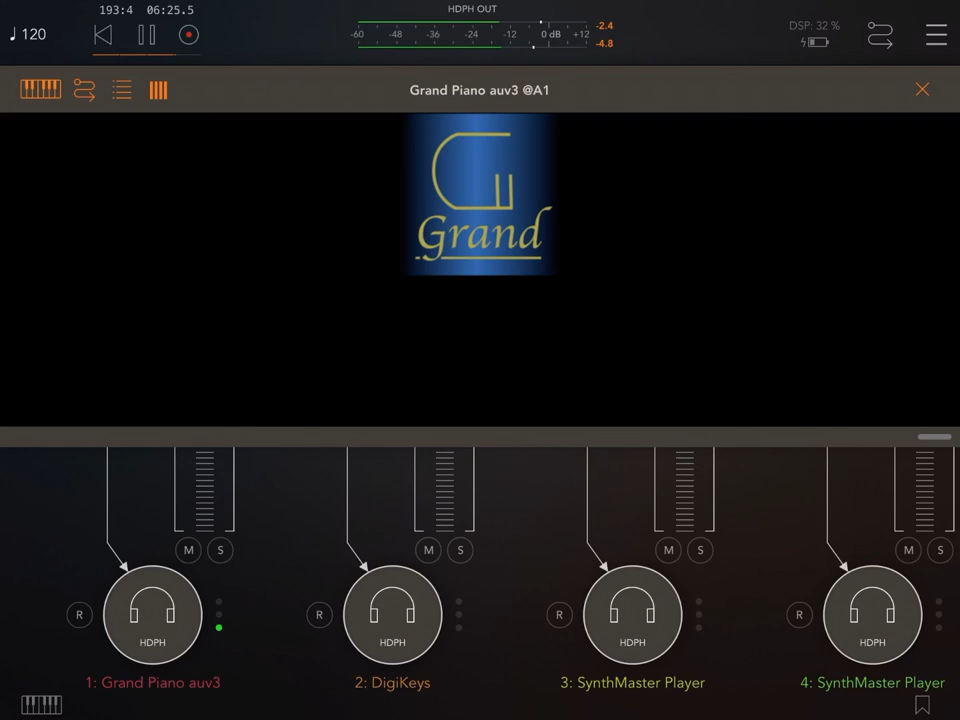 193:4 06:25.5
HDPH OUT
♩120
-60 -48 -36 -24 -12 0 dB +12
-2.4
-4.8
DSP: 32 %
Grand Piano auv3 @A1
Grand
M S M S M S M S
R HDPH R HDPH R HDPH R HDPH
1: Grand Piano auv3 2: DigiKeys 3: SynthMaster Player 4: SynthMaster Player